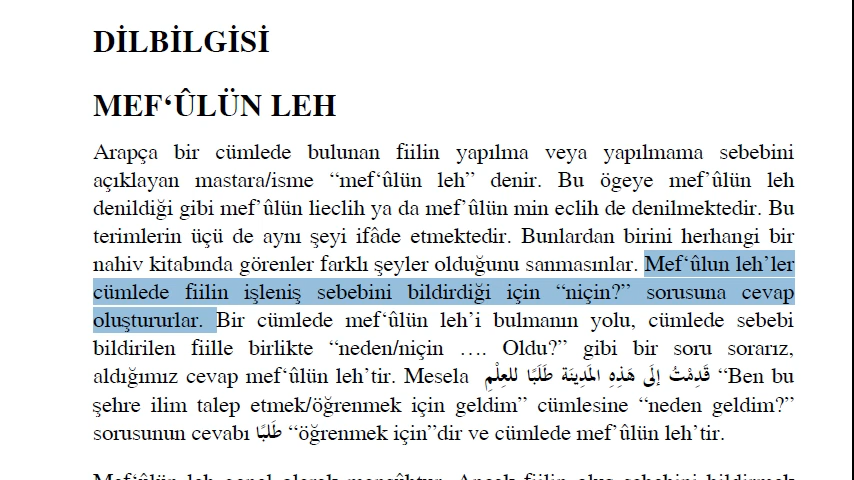 DİLBİLGİSİ
MEF‘ÛLÜN LEH
Arapça bir cümlede bulunan fiilin yapılma veya yapılmama sebebini
açıklayan mastara/isme “mef‘ûlün leh” denir. Bu ögeye mef’ûlün leh
denildiği gibi mef’ûlün lieclih ya da mef’ûlün min eclih de denilmektedir. Bu
terimlerin üçü de aynı şeyi ifâde etmektedir. Bunlardan birini herhangi bir
nahiv kitabında görenler farklı şeyler olduğunu sanmasınlar. Mef‘ûlun leh’ler
cümlede fiilin işleniş sebebini bildirdiği için “niçin?” sorusuna cevap
oluştururlar. Bir cümlede mef‘ûlün leh’i bulmanın yolu, cümlede sebebi
bildirilen fiille birlikte “neden/niçin …. Oldu?” gibi bir soru sorarız,
aldığımız cevap mef‘ûlün leh’tir. Mesela قَدِمْتُ إِلَى هَذِهِ المَدِينَة طَلَبًا للعِلْمِ “Ben bu
şehre ilim talep etmek/öğrenmek için geldim” cümlesine “neden geldim?”
sorusunun cevabı طَلَبًا “öğrenmek için”dir ve cümlede mef’ûlün leh’tir.